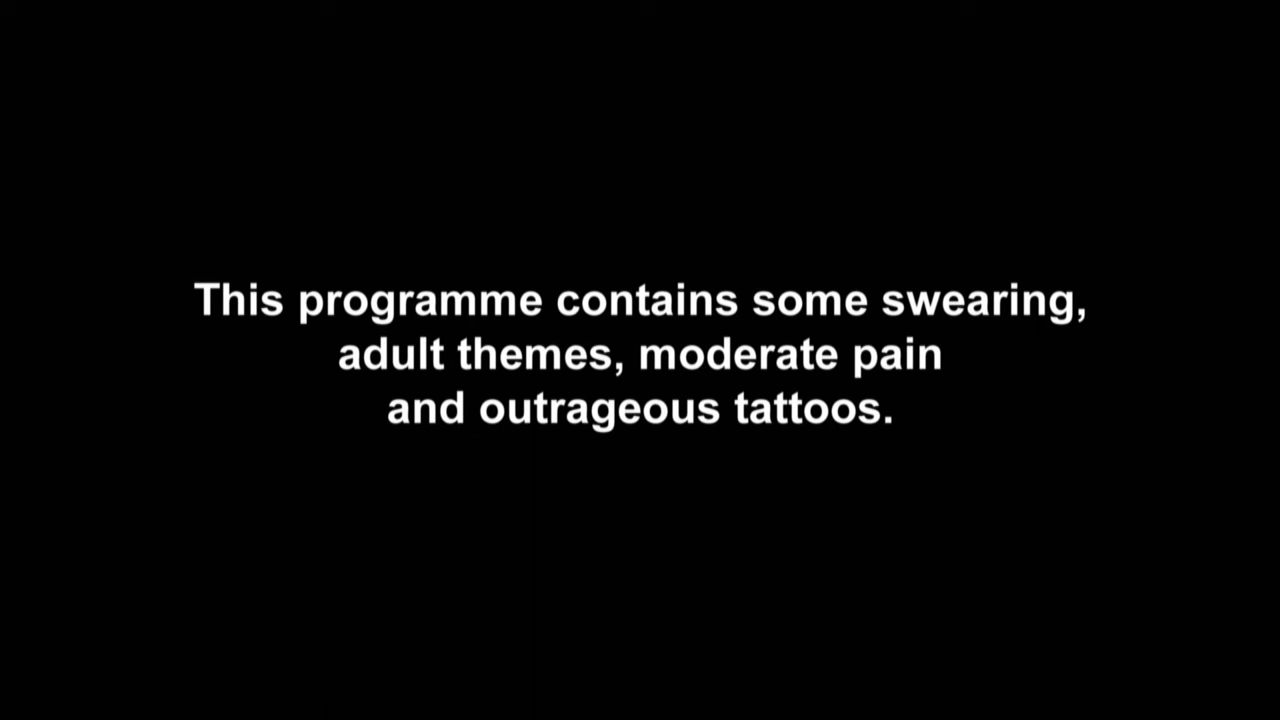 This programme contains some swearing,
adult themes, moderate pain
and outrageous tattoos.